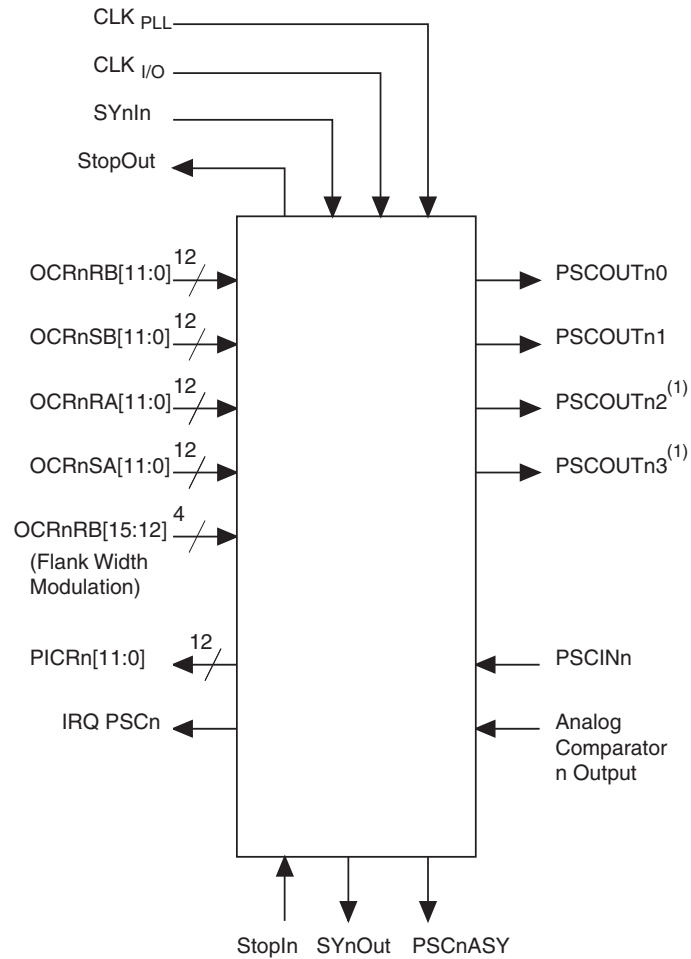 CLK PLL
CLK I/O
SYnIn
StopOut
12
OCRnRB[11:0]
PSCOUTn0
12
OCRnSB[11:0]
PSCOUTn1
12
OCRnRA[11:0]
PSCOUTn2(1)
12
OCRnSA[11:0]
PSCOUTn3(1)
4
OCRnRB[15:12]
(Flank Width
Modulation)
12
PICRn[11:0]
PSCINn
IRQ PSCn
Analog
Comparator
n Output
StopIn SYnOut PSCnASY